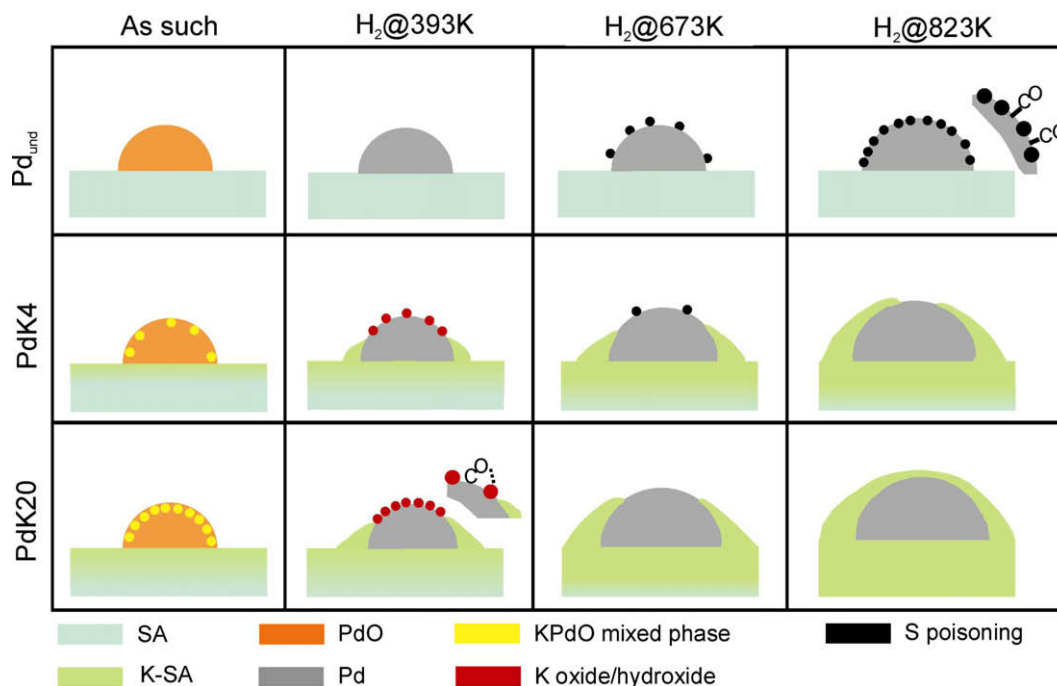 As such H₂@393K H₂@673K H₂@823K
Pd_und
CO
CO
PdK4
PdK20
CO
SA PdO KPdO mixed phase S poisoning
K-SA Pd K oxide/hydroxide